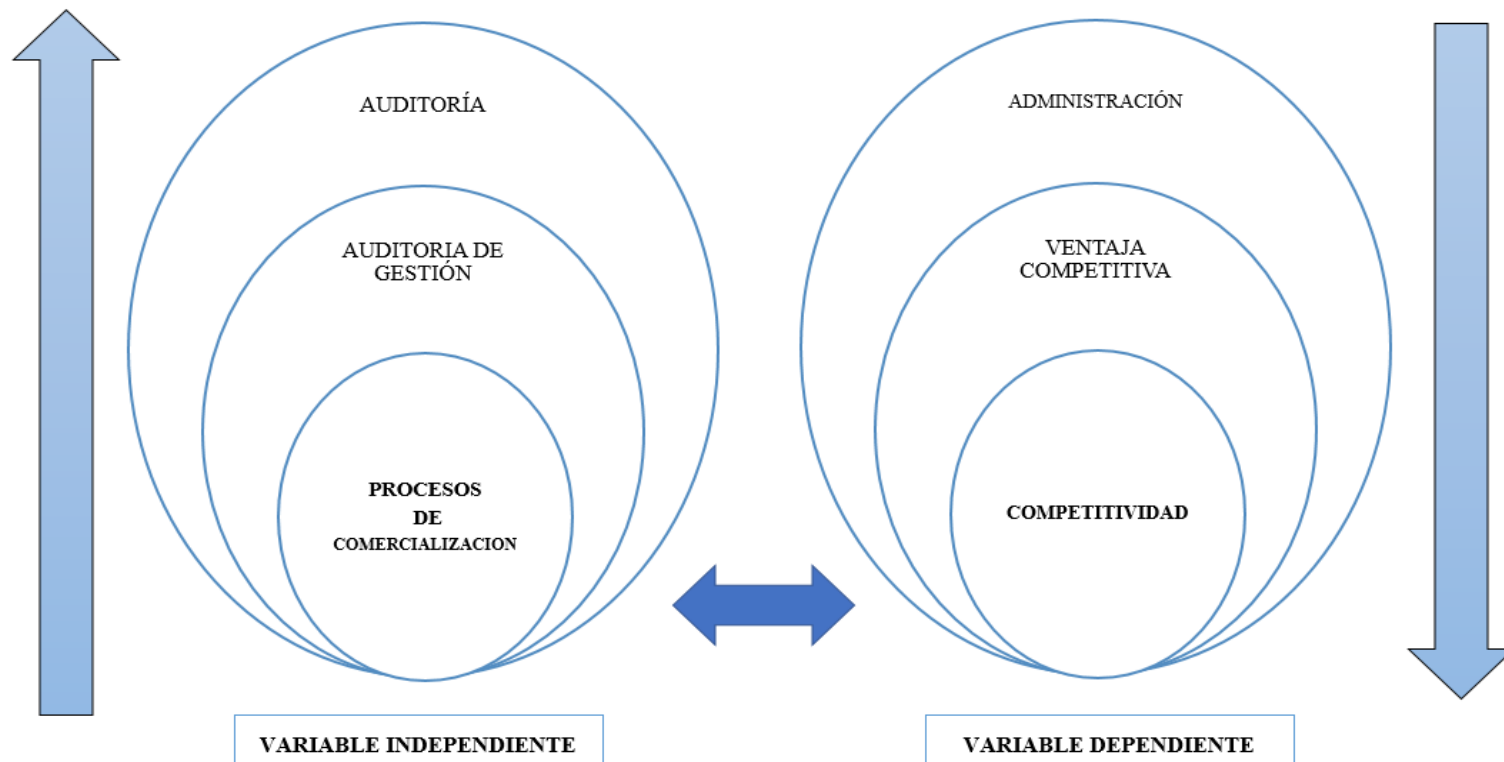 AUDITORÍA
AUDITORIA DE
GESTIÓN
PROCESOS
DE
COMERCIALIZACION
VARIABLE INDEPENDIENTE
ADMINISTRACIÓN
VENTAJA
COMPETITIVA
COMPETITIVIDAD
VARIABLE DEPENDIENTE